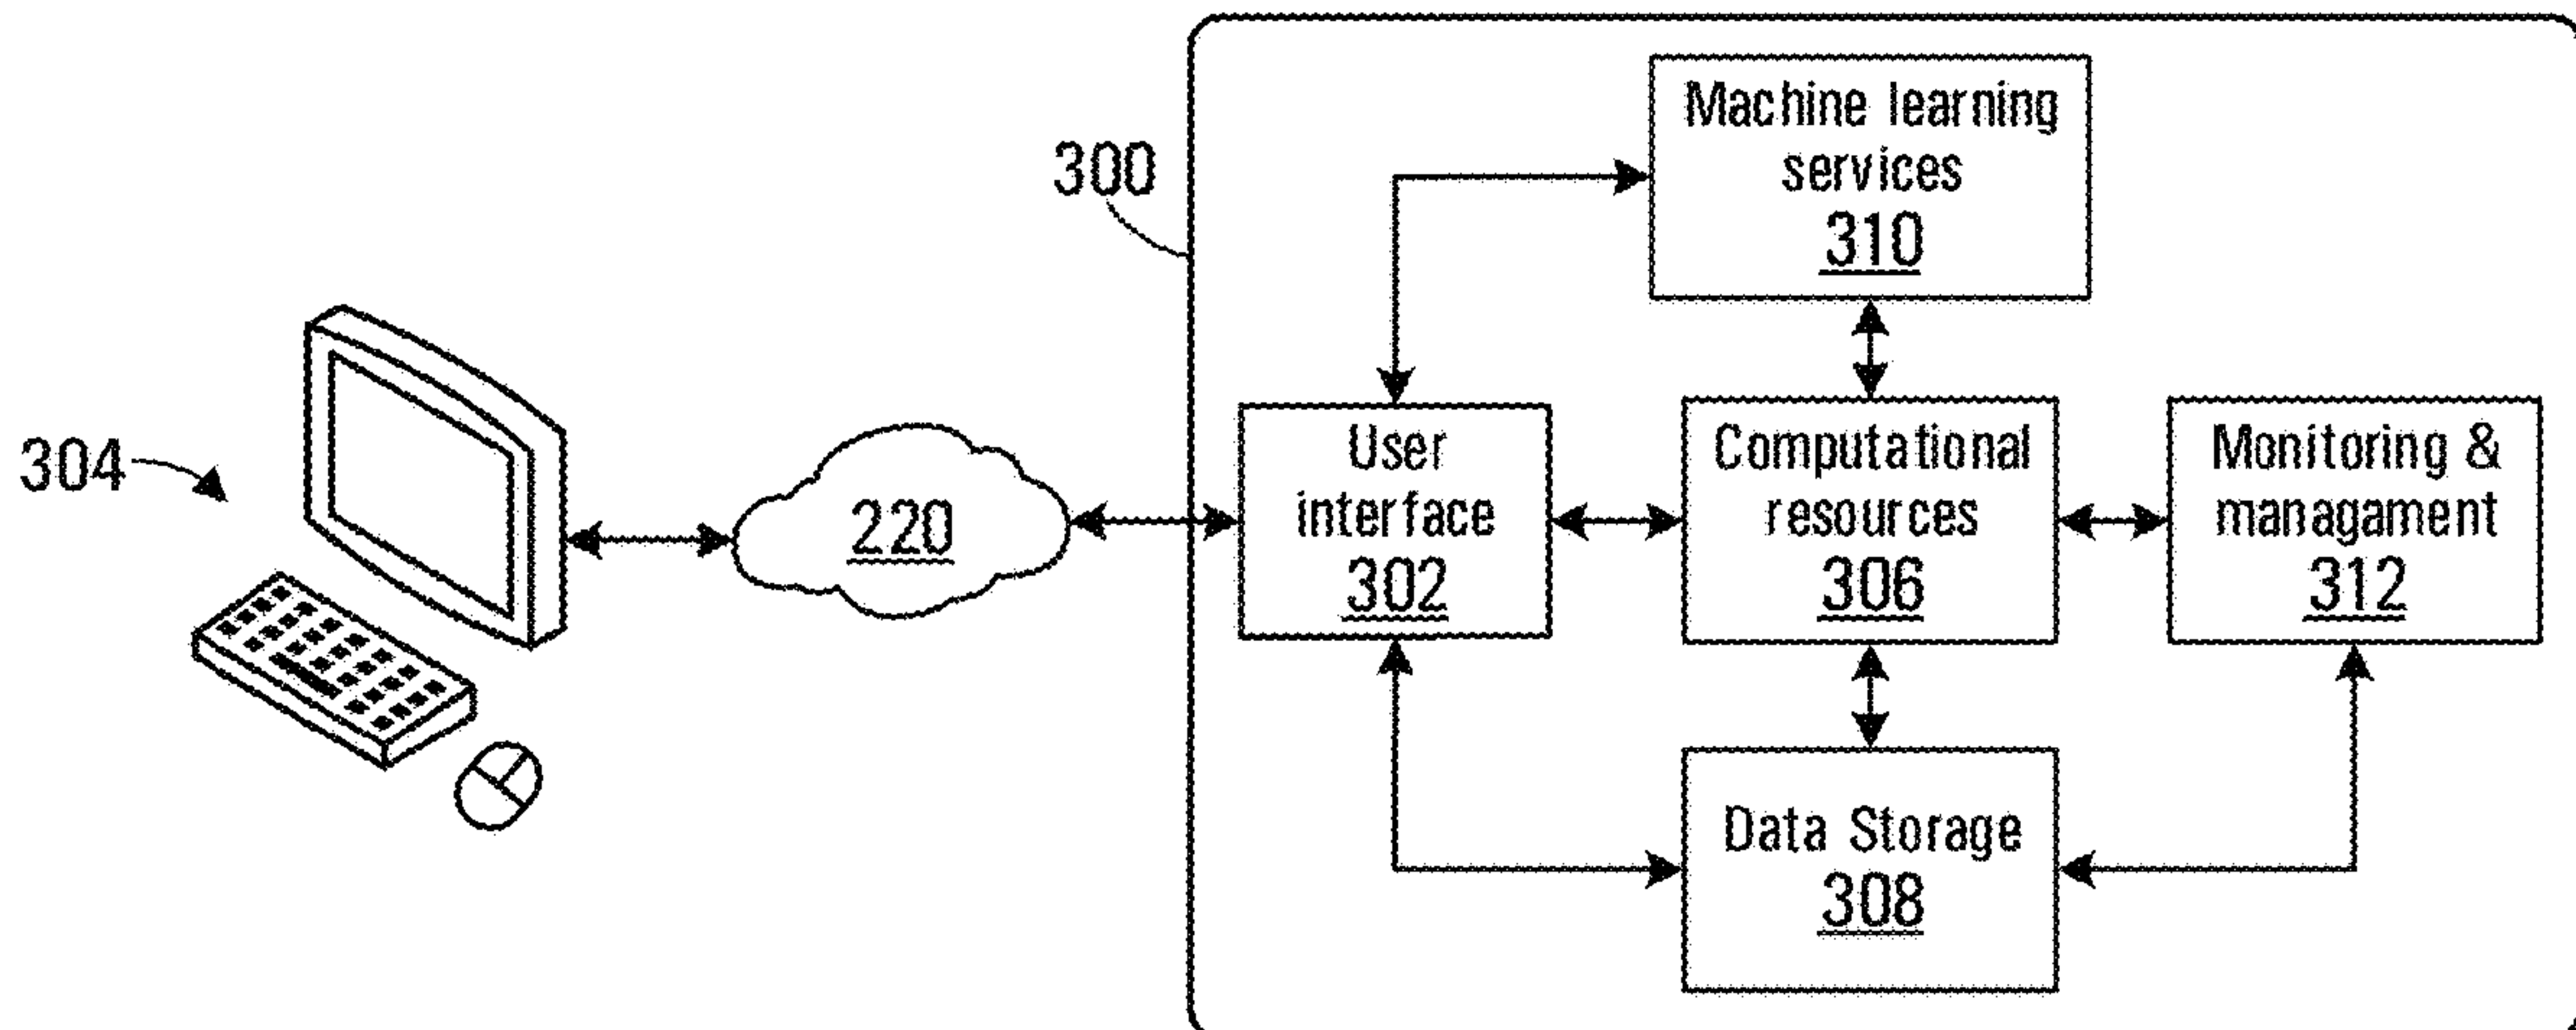 300
304
220
Machine learning
services
310
User
interface
302
Computational
resources
306
Monitoring &
managament
312
Data Storage
308